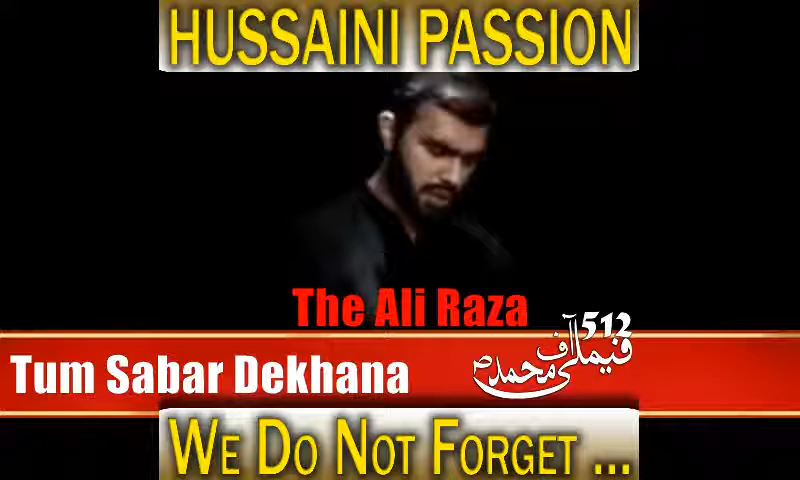 HUSSAINI PASSION
The Ali Raza
512
فیملی آف محمدؐ
Tum Sabar Dekhana
WE DO NOT FORGET ...